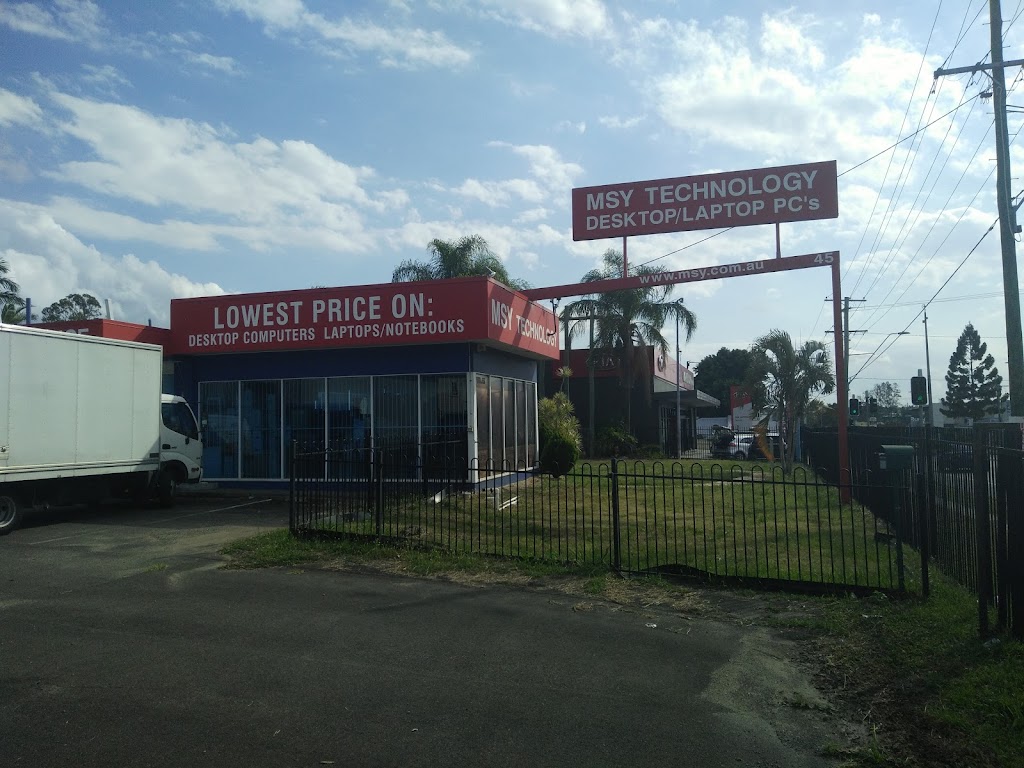 MSY TECHNOLOGY
DESKTOP/LAPTOP PC's
www.msy.com.au 45
LOWEST PRICE ON:
DESKTOP COMPUTERS LAPTOPS/NOTEBOOKS
MSY TECHNOLOGY